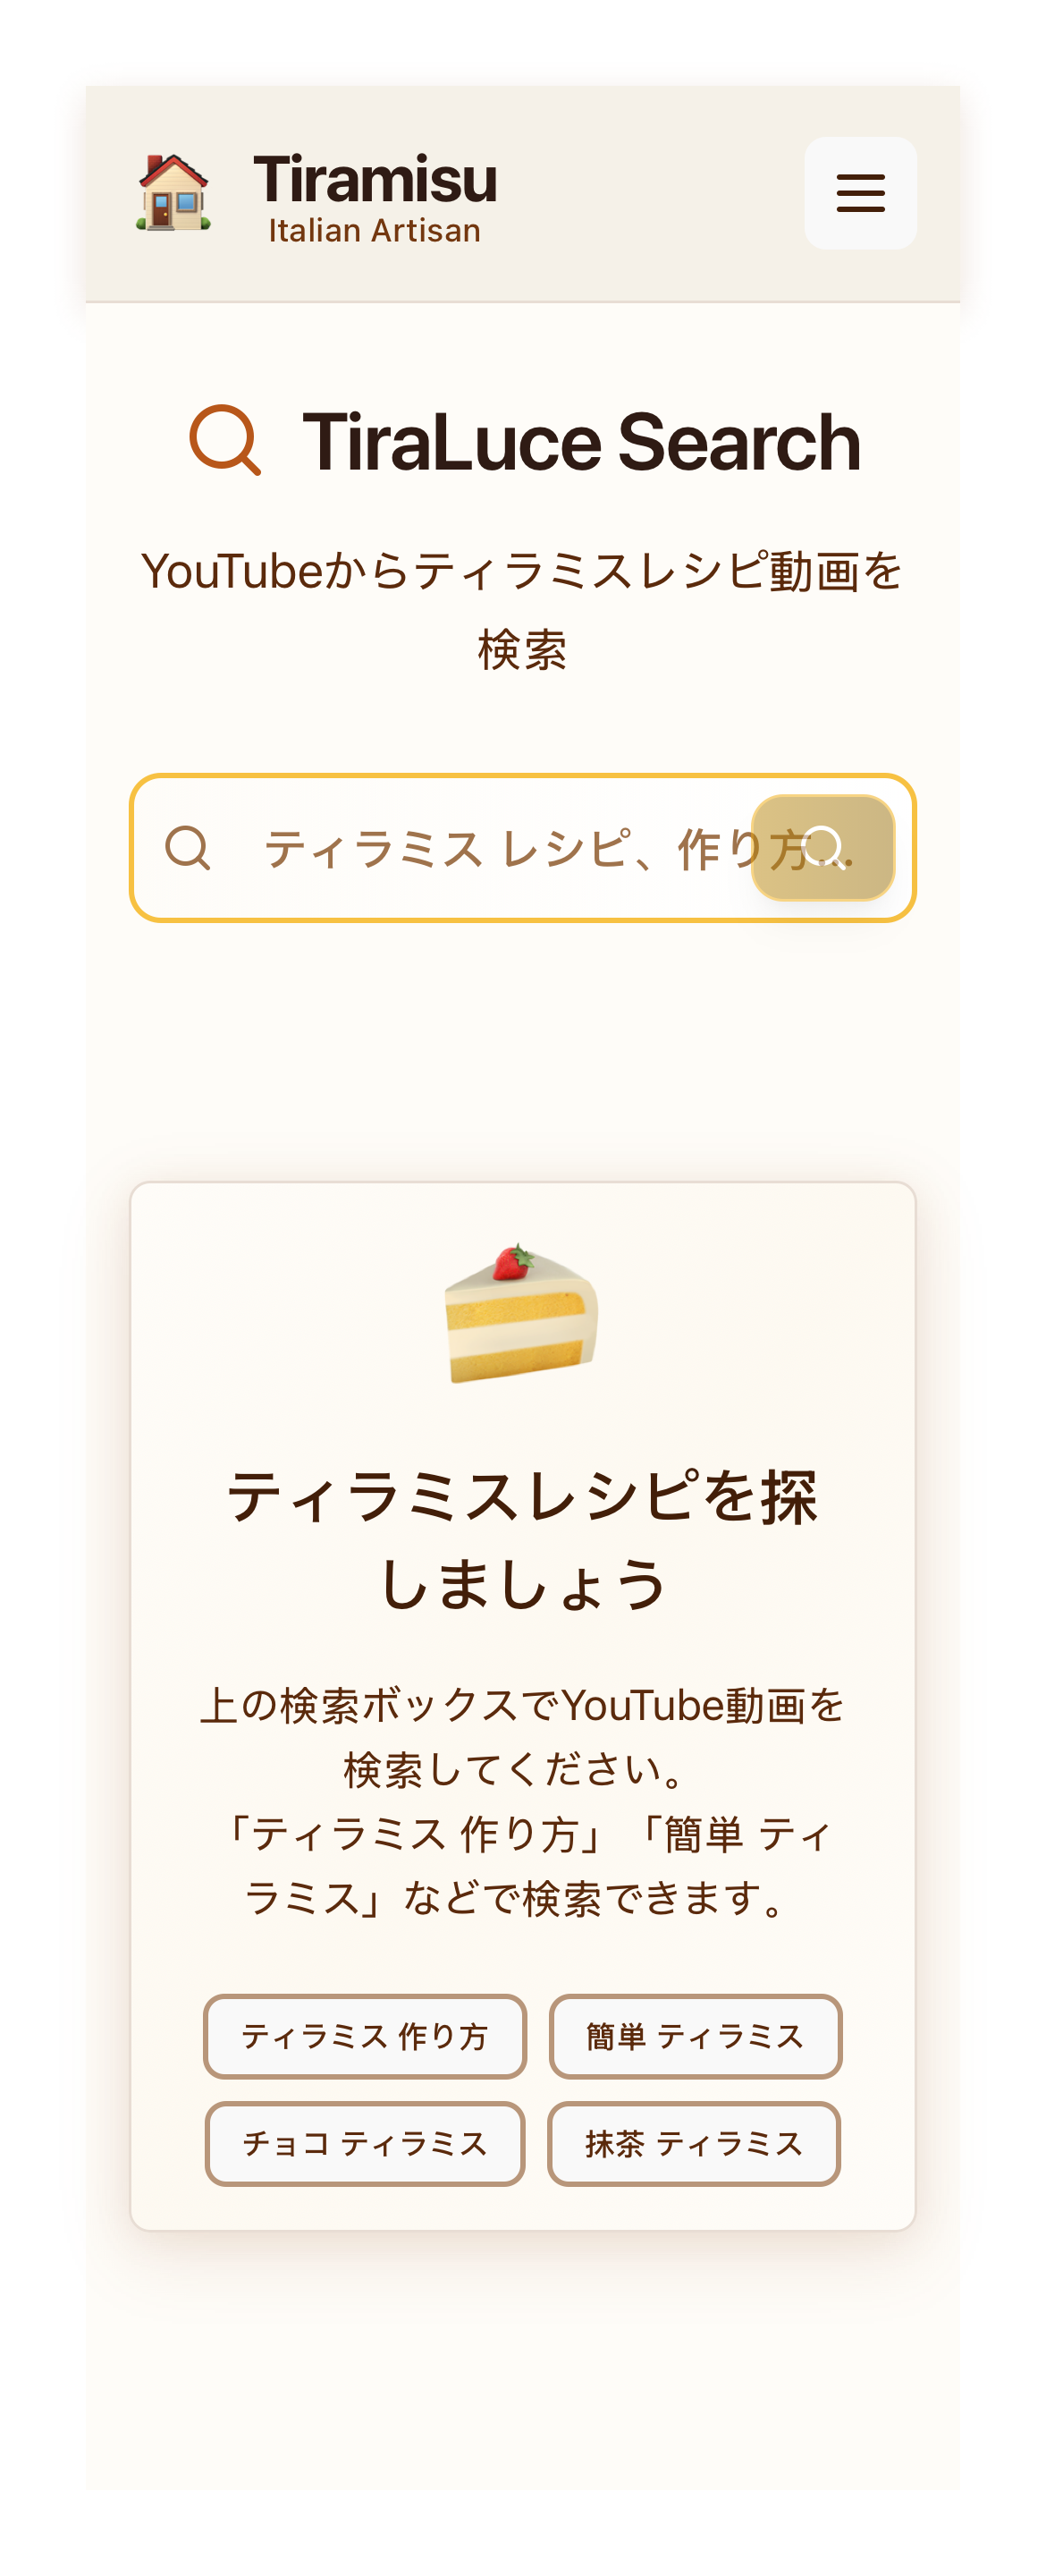 Tiramisu
Italian Artisan
TiraLuce Search
YouTubeからティラミスレシピ動画を
検索
ティラミス レシピ、作り方...
ティラミスレシピを探
しましょう
上の検索ボックスでYouTube動画を
検索してください。
「ティラミス 作り方」「簡単 ティ
ラミス」などで検索できます。
ティラミス 作り方
簡単 ティラミス
チョコ ティラミス
抹茶 ティラミス